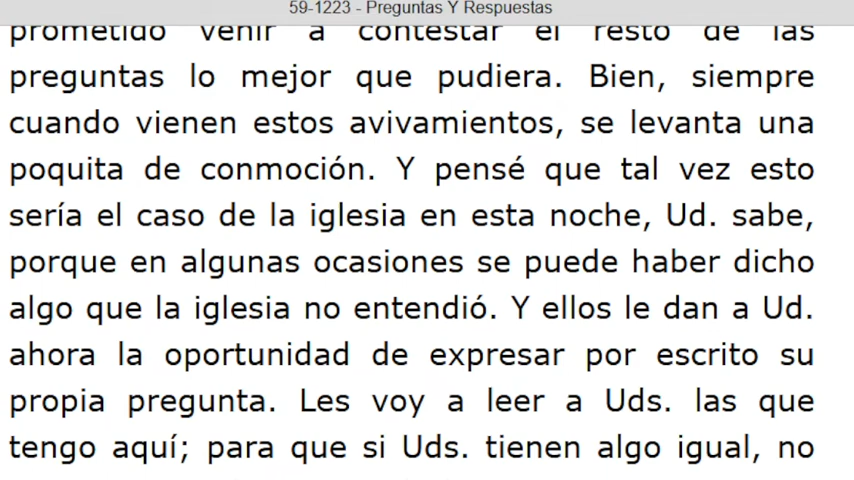 59-1223 - Preguntas Y Respuestas
prometido venir a contestar el resto de las
preguntas lo mejor que pudiera. Bien, siempre
cuando vienen estos avivamientos, se levanta una
poquita de conmoción. Y pensé que tal vez esto
sería el caso de la iglesia en esta noche, Ud. sabe,
porque en algunas ocasiones se puede haber dicho
algo que la iglesia no entendió. Y ellos le dan a Ud.
ahora la oportunidad de expresar por escrito su
propia pregunta. Les voy a leer a Uds. las que
tengo aquí; para que si Uds. tienen algo igual, no